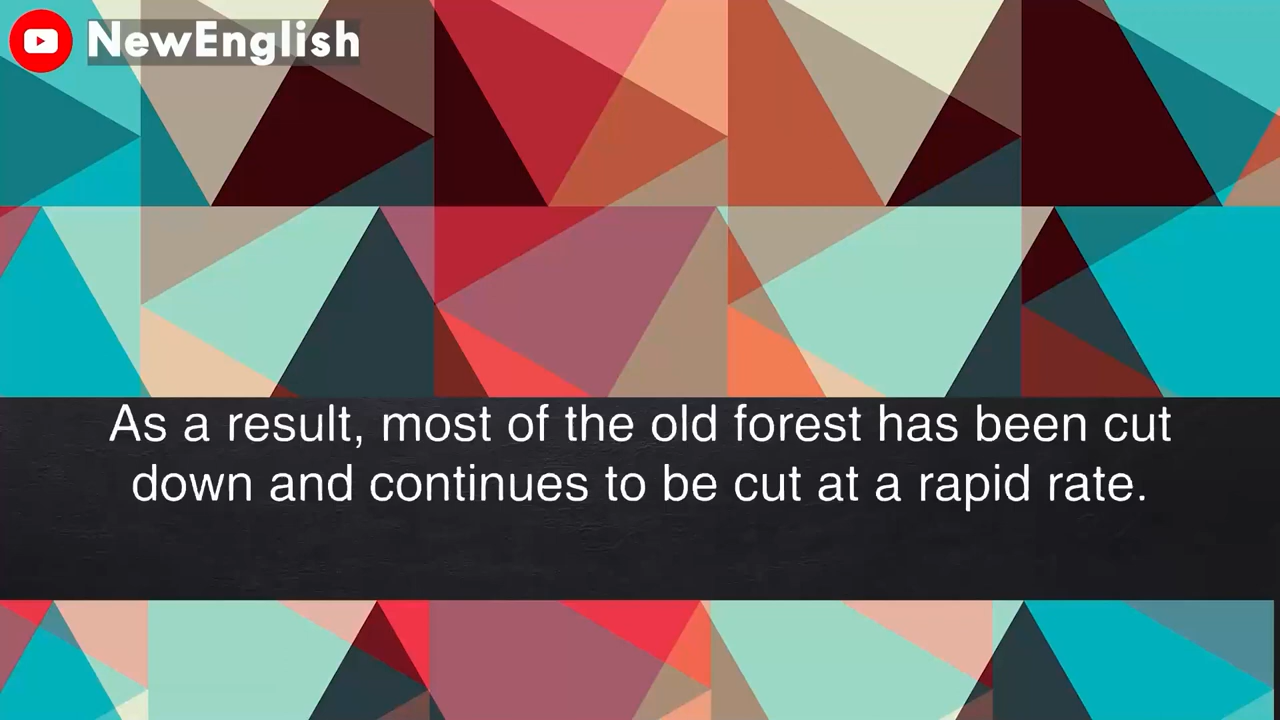 NewEnglish
As a result, most of the old forest has been cut
down and continues to be cut at a rapid rate.